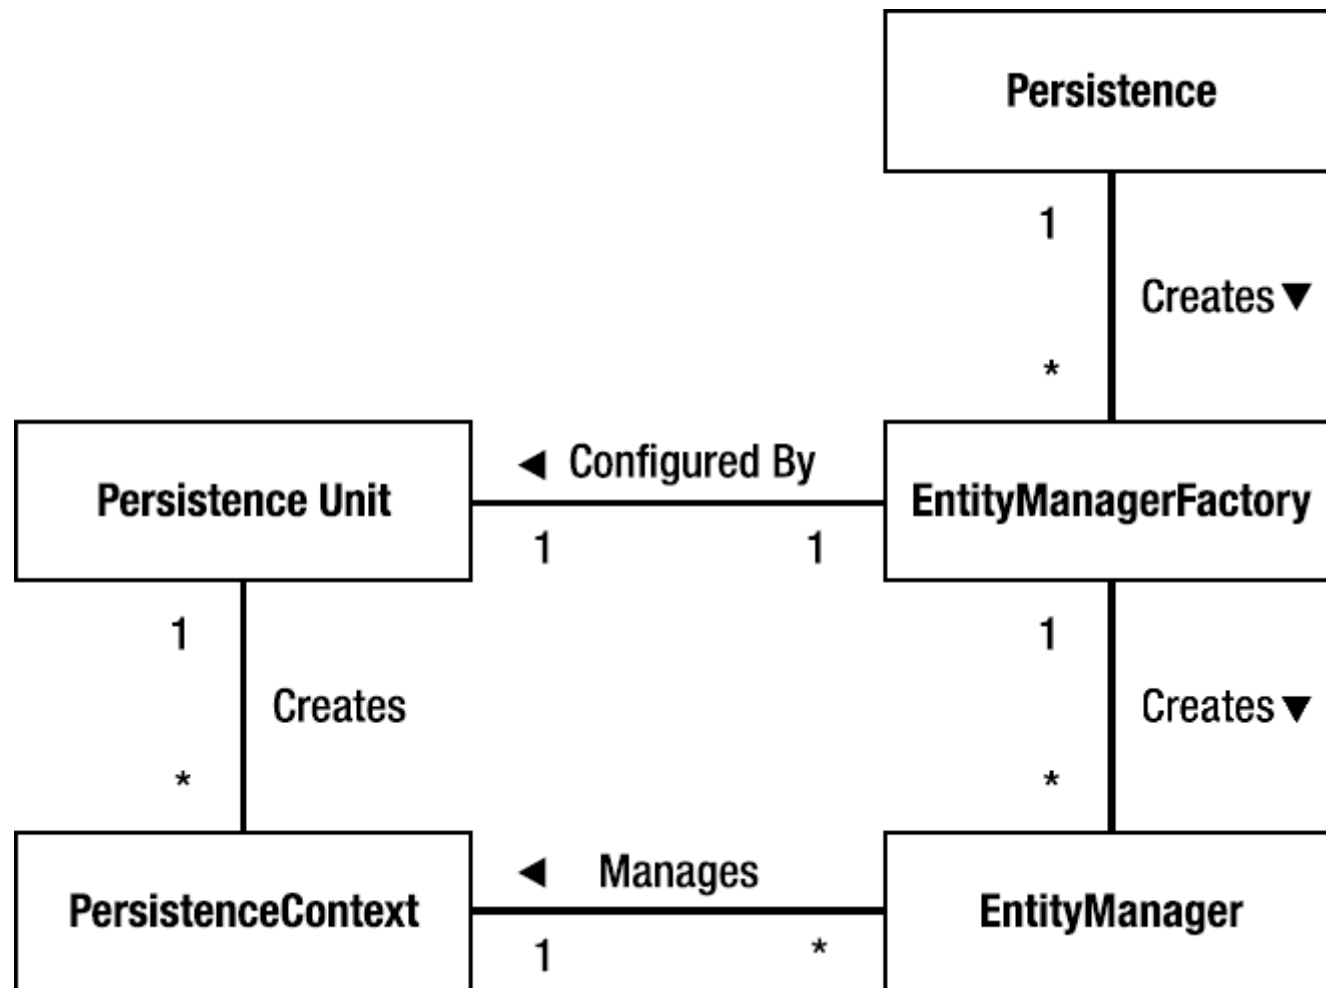 Persistence
1
Creates ▼
*
Persistence Unit
◄ Configured By
1 1
EntityManagerFactory
1
Creates
*
1
Creates ▼
*
PersistenceContext
◄ Manages
1 *
EntityManager